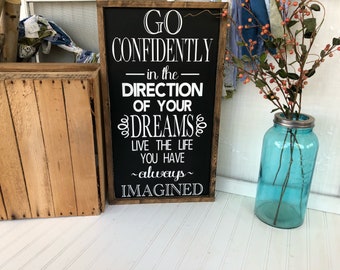 GO
CONFIDENTLY
in the
DIRECTION
OF YOUR
DREAMS
LIVE THE LIFE
YOU HAVE
always
IMAGINED